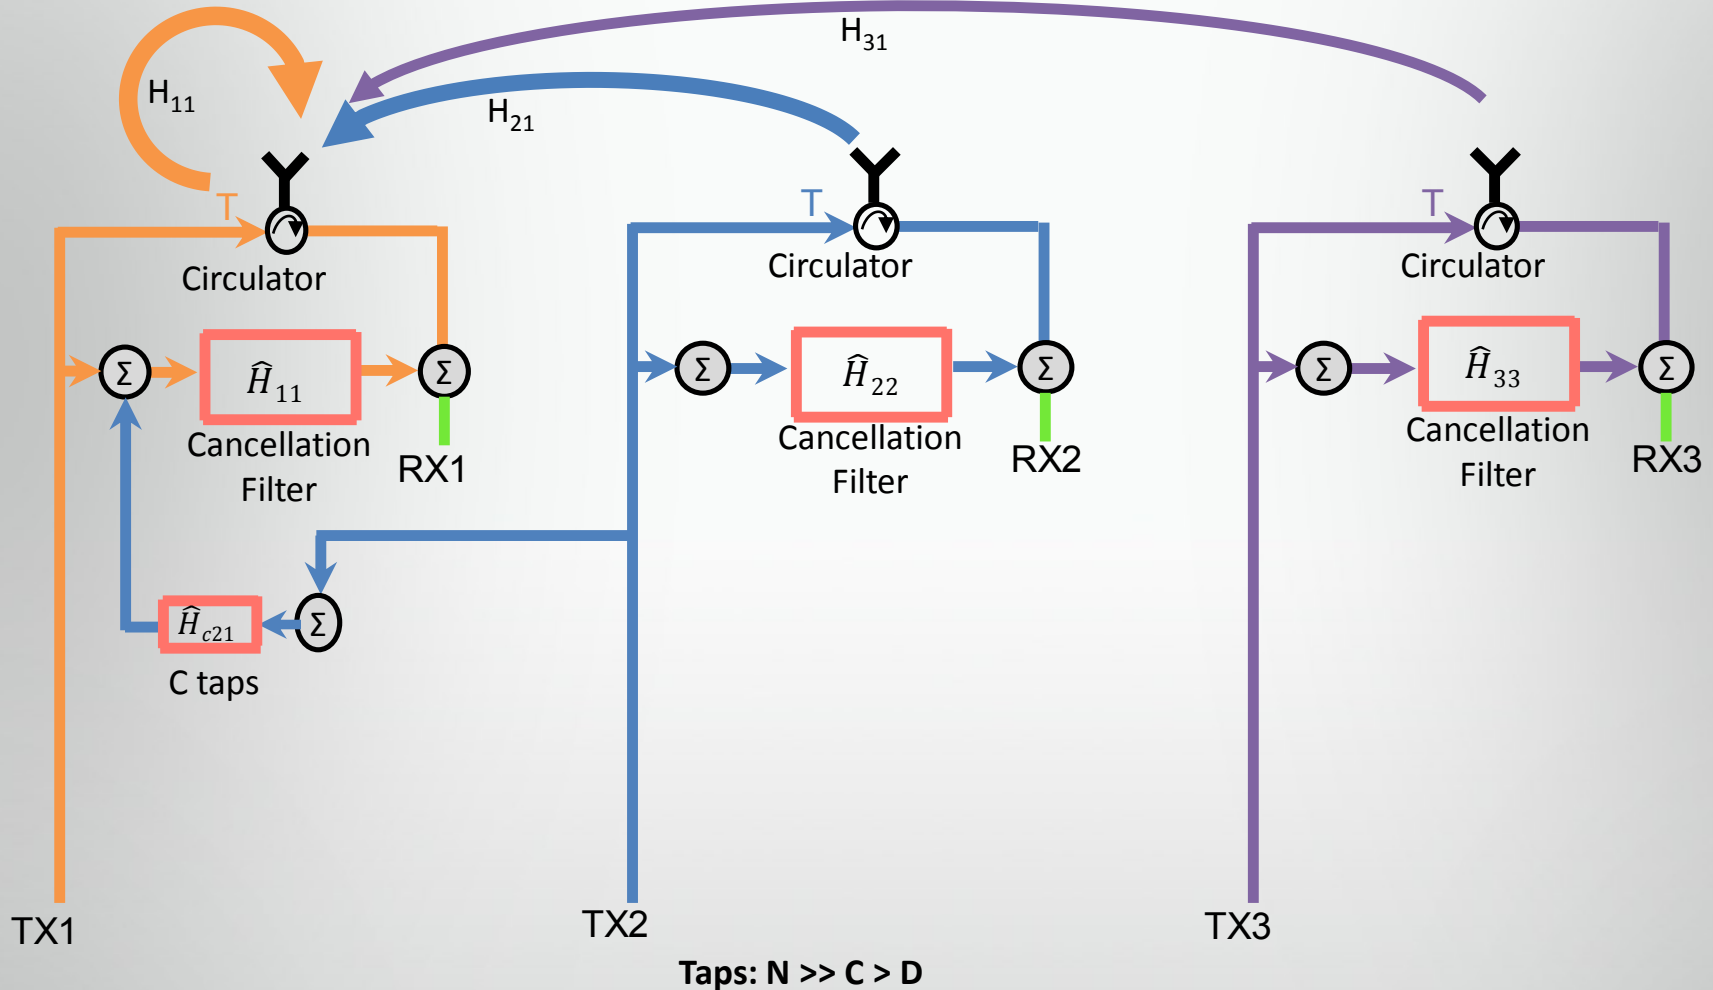 H31
H11
H21
T
T
T
Circulator
Circulator
Circulator
Σ
Ĥ11
Σ
Σ
Ĥ22
Σ
Σ
Ĥ33
Σ
Cancellation
Filter
RX1
Cancellation
Filter
RX2
Cancellation
Filter
RX3
Ĥc21
Σ
C taps
TX1
TX2
TX3
Taps: N >> C > D